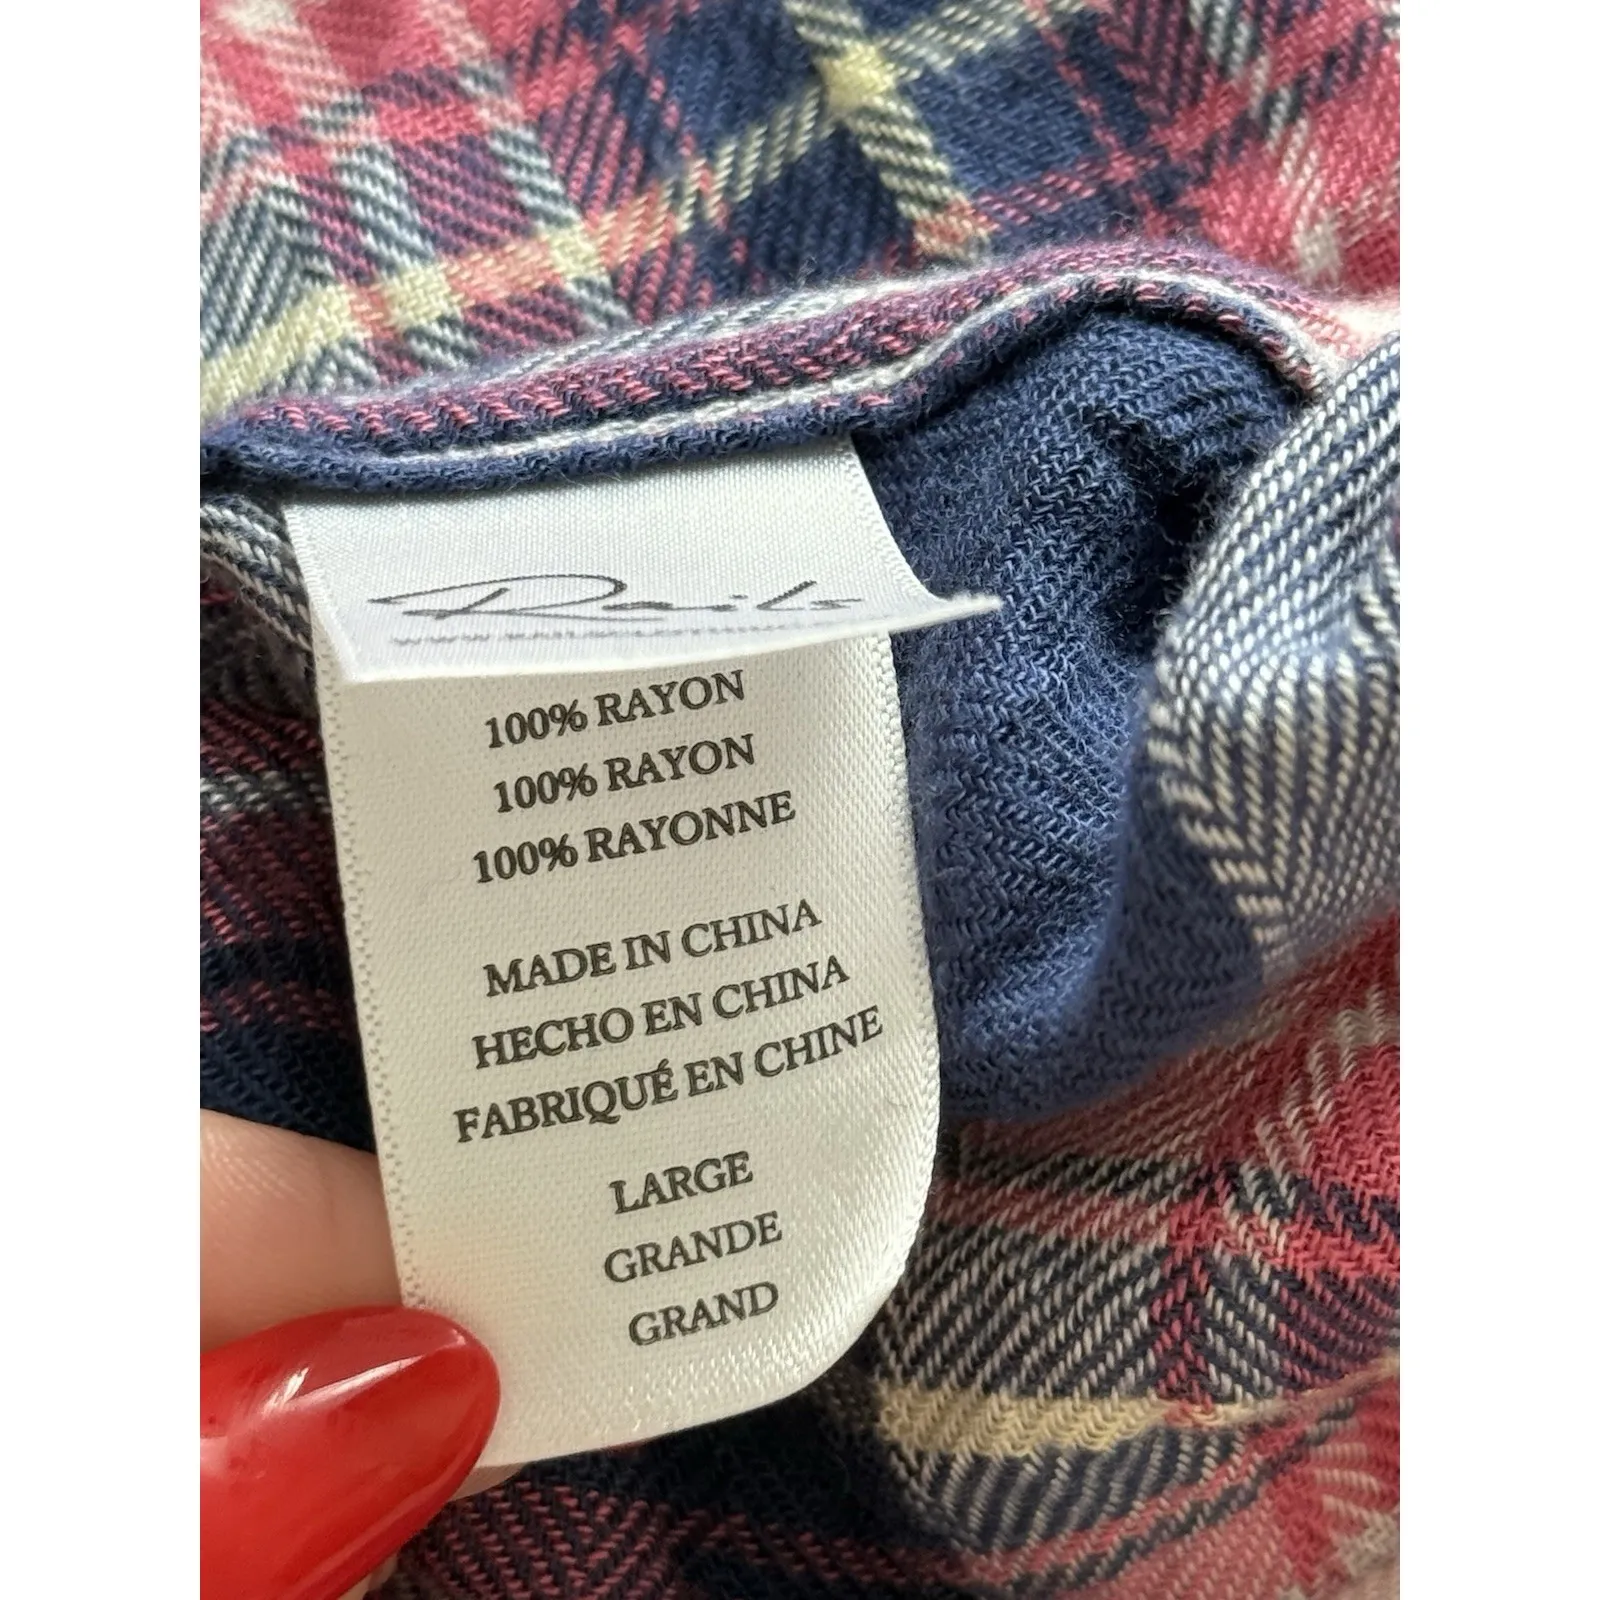 Rails
100% RAYON
100% RAYON
100% RAYONNE
MADE IN CHINA
HECHO EN CHINA
FABRIQUÉ EN CHINE
LARGE
GRANDE
GRAND